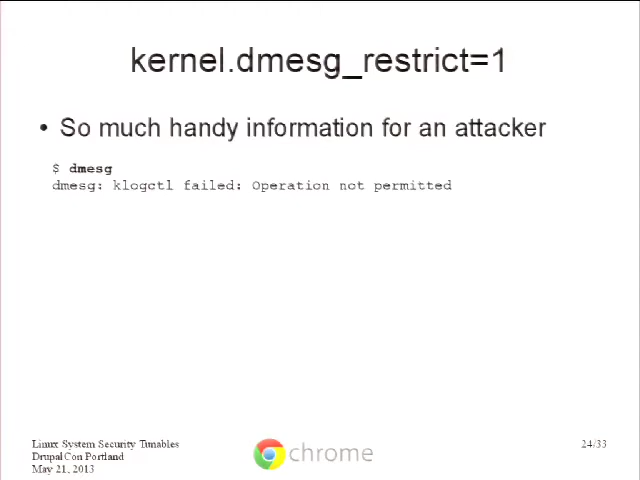 kernel.dmesg_restrict=1
• So much handy information for an attacker
$ dmesg
dmesg: klogctl failed: Operation not permitted
Linux System Security Tunables
DrupalCon Portland
May 21, 2013
chrome
24/33